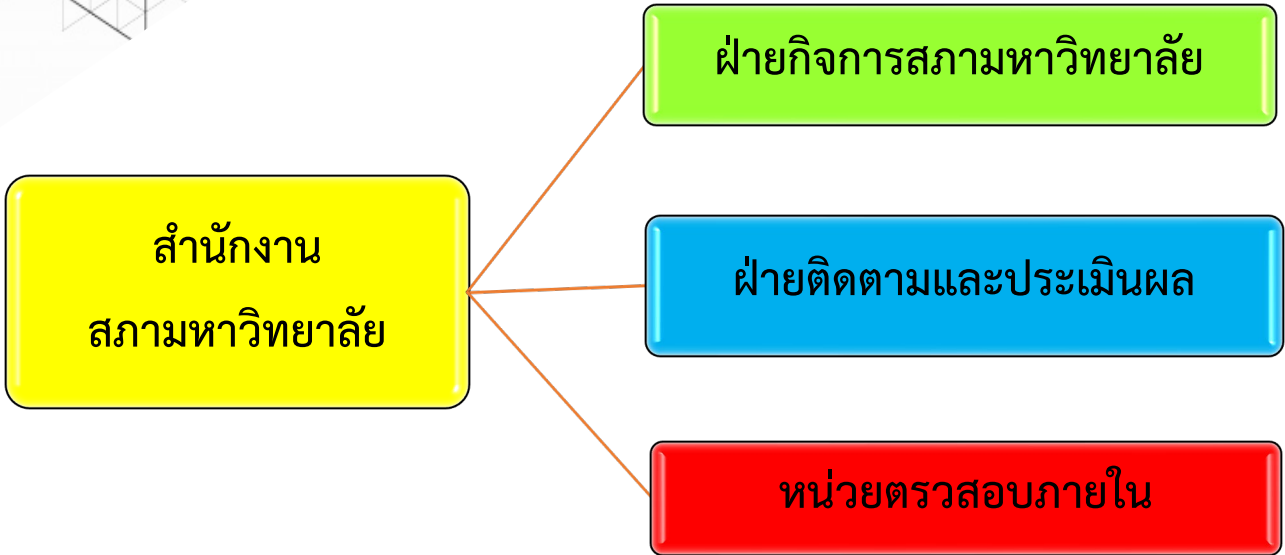 ฝ่ายกิจการสภามหาวิทยาลัย
สำนักงาน
สภามหาวิทยาลัย
ฝ่ายติดตามและประเมินผล
หน่วยตรวสอบภายใน